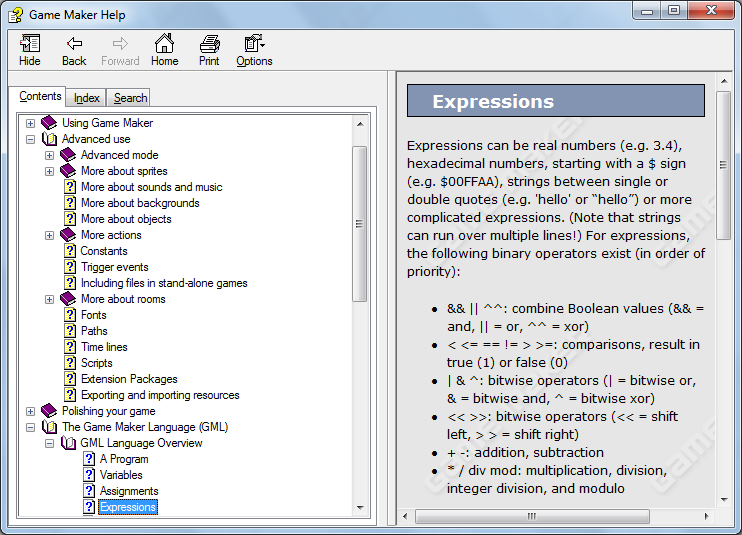 Game Maker Help
Hide Back Forward Home Print Options
Contents Index Search
Using Game Maker
Advanced use
Advanced mode
More about sprites
More about sounds and music
More about backgrounds
More about objects
More actions
Constants
Trigger events
Including files in stand-alone games
More about rooms
Fonts
Paths
Time lines
Scripts
Extension Packages
Exporting and importing resources
Polishing your game
The Game Maker Language (GML)
GML Language Overview
A Program
Variables
Assignments
Expressions
Expressions
Expressions can be real numbers (e.g. 3.4),
hexadecimal numbers, starting with a $ sign
(e.g. $00FFAA), strings between single or
double quotes (e.g. 'hello' or “hello”) or more
complicated expressions. (Note that strings
can run over multiple lines!) For expressions,
the following binary operators exist (in order of
priority):
• && || ^^: combine Boolean values (&& =
and, || = or, ^^ = xor)
• < <= == != > >=: comparisons, result in
true (1) or false (0)
• | & ^: bitwise operators (| = bitwise or,
& = bitwise and, ^ = bitwise xor)
• << >>: bitwise operators (<< = shift
left, > > = shift right)
• + -: addition, subtraction
• * / div mod: multiplication, division,
integer division, and modulo